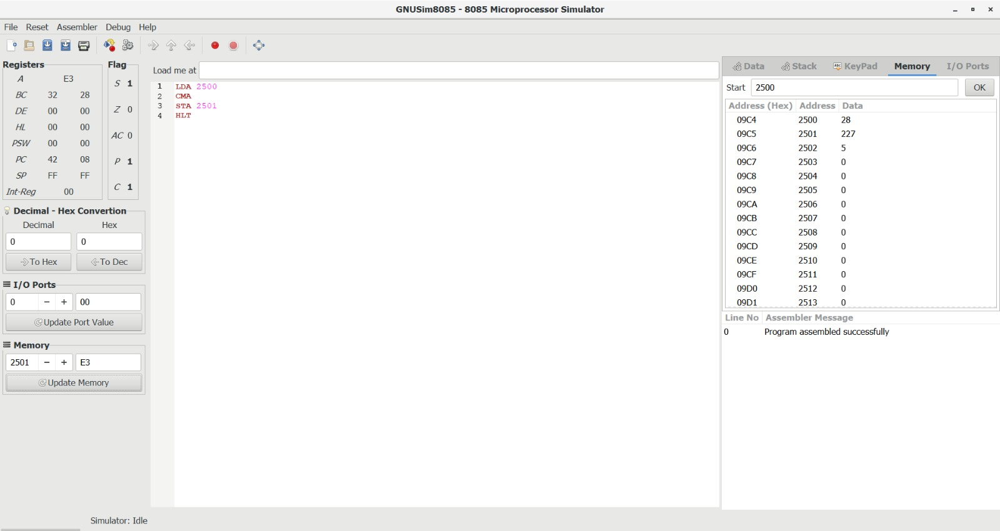 GNUSim8085 - 8085 Microprocessor Simulator
File Reset Assembler Debug Help
Registers
A E3
BC 32 28
DE 00 00
HL 00 00
PSW 00 00
PC 42 08
SP FF FF
Int-Reg 00
Flag
S 1
Z 0
AC 0
P 1
C 1
Decimal - Hex Convertion
Decimal Hex
0 0
To Hex To Dec
I/O Ports
0 - + 00
Update Port Value
Memory
2501 - + E3
Update Memory
Load me at
1 LDA 2500
2 CMA
3 STA 2501
4 HLT
Data Stack KeyPad Memory I/O Ports
Start 2500 OK
Address (Hex) Address Data
09C4 2500 28
09C5 2501 227
09C6 2502 5
09C7 2503 0
09C8 2504 0
09C9 2505 0
09CA 2506 0
09CB 2507 0
09CC 2508 0
09CD 2509 0
09CE 2510 0
09CF 2511 0
09D0 2512 0
09D1 2513 0
Line No Assembler Message
0 Program assembled successfully
Simulator: Idle